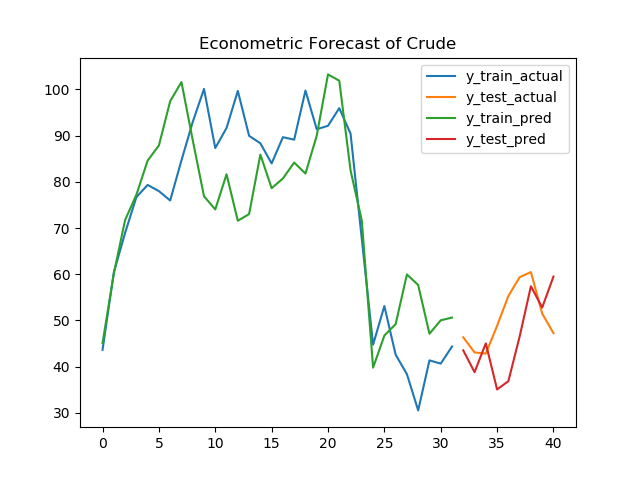 Econometric Forecast of Crude
y_train_actual
y_test_actual
y_train_pred
y_test_pred
100
90
80
70
60
50
40
30
0 5 10 15 20 25 30 35 40